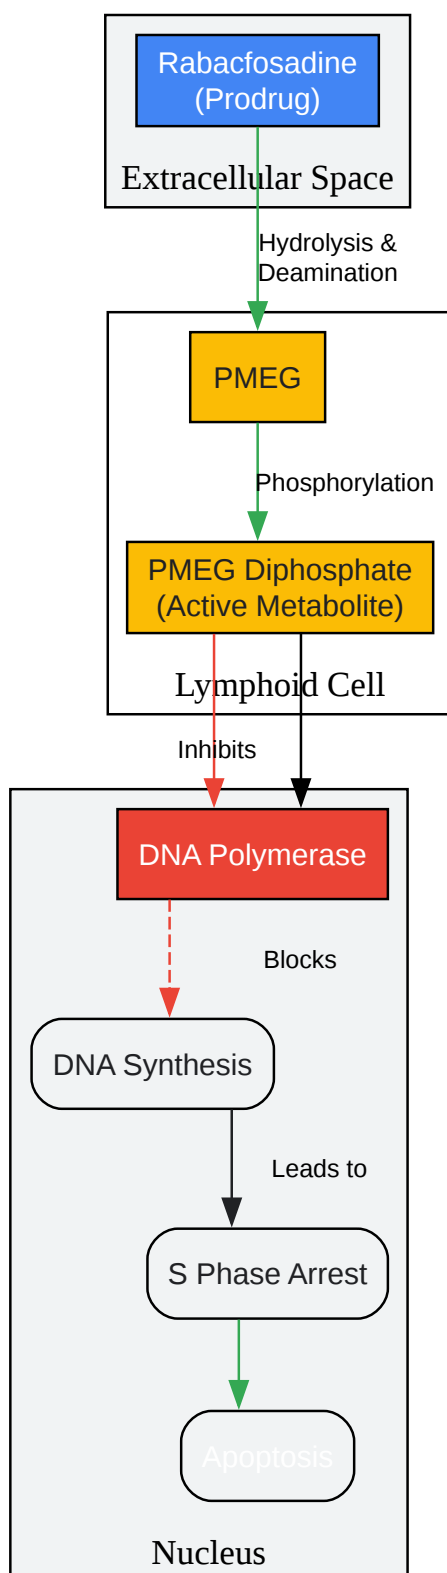 Rabacfosadine
(Prodrug)
Extracellular Space
Hydrolysis &
Deamination
PMEG
Phosphorylation
PMEG Diphosphate
(Active Metabolite)
Lymphoid Cell
Inhibits
DNA Polymerase
Blocks
DNA Synthesis
Leads to
S Phase Arrest
Apoptosis
Nucleus